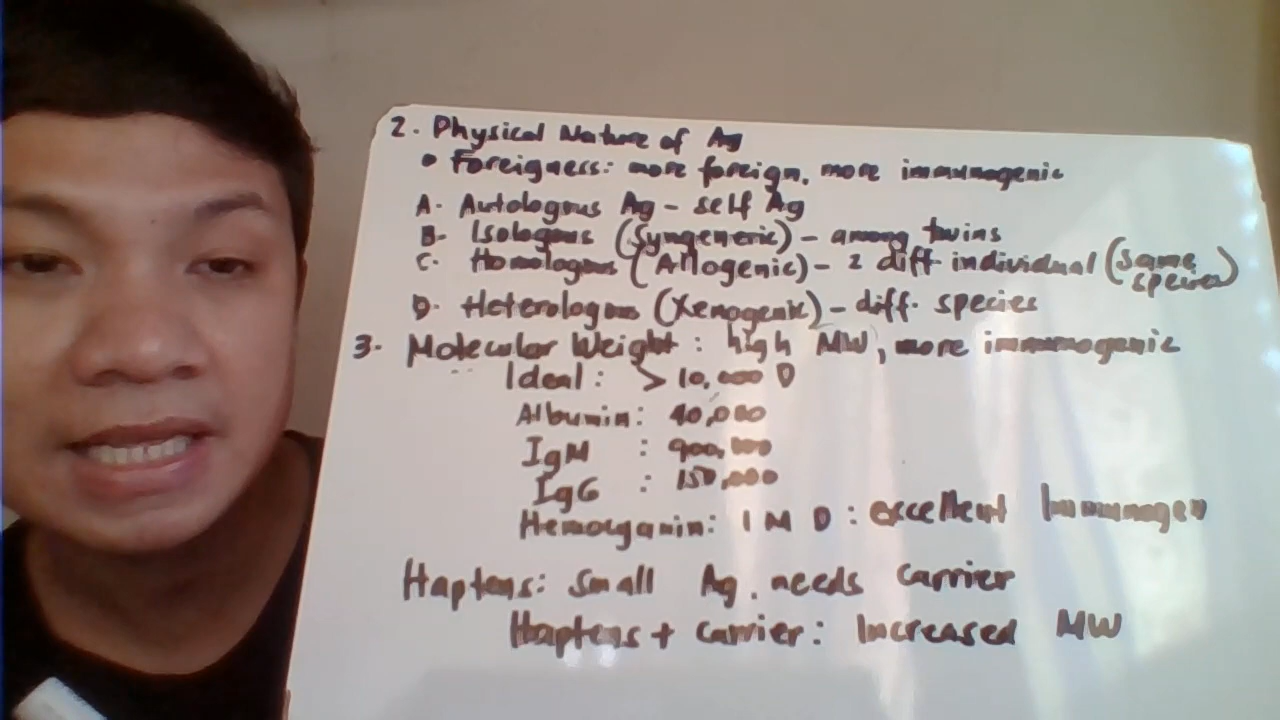 2. Physical Nature of Ag
• Foreigness: more foreign, more immunogenic
A. Autologous Ag - self Ag
B. Isologous (Syngeneric) - among twins
C. Homologous (Allogenic) - 2 diff individual (same species)
D. Heterologous (Xenogenic) - diff. species
3. Molecular Weight: high MW, more immunogenic
Ideal: > 10,000 D
Albumin: 40,000
IgM : 900,000
IgG : 150,000
Hemocyanin: 1 M D: excellent Immunogen
Haptens: small Ag, needs carrier
Haptens + carrier: Increased MW